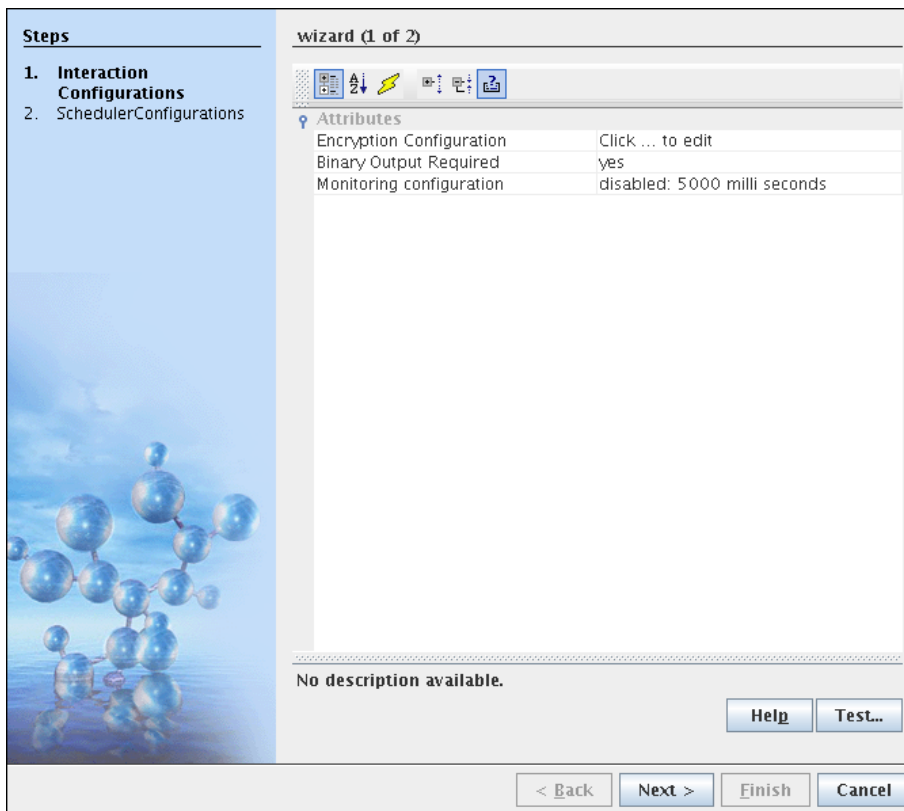 Steps
1. Interaction
Configurations
2. SchedulerConfigurations
wizard (1 of 2)
Attributes
Encryption Configuration Click ... to edit
Binary Output Required yes
Monitoring configuration disabled: 5000 milli seconds
No description available.
Help Test...
< Back Next > Finish Cancel